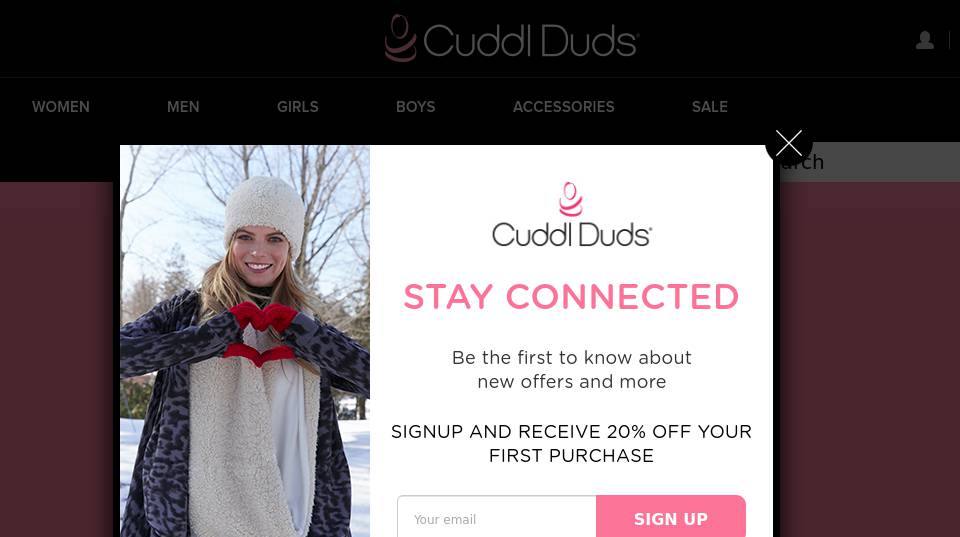 Cuddl Duds
WOMEN MEN GIRLS BOYS ACCESSORIES SALE
Cuddl Duds
STAY CONNECTED
Be the first to know about
new offers and more
SIGNUP AND RECEIVE 20% OFF YOUR
FIRST PURCHASE
Your email SIGN UP